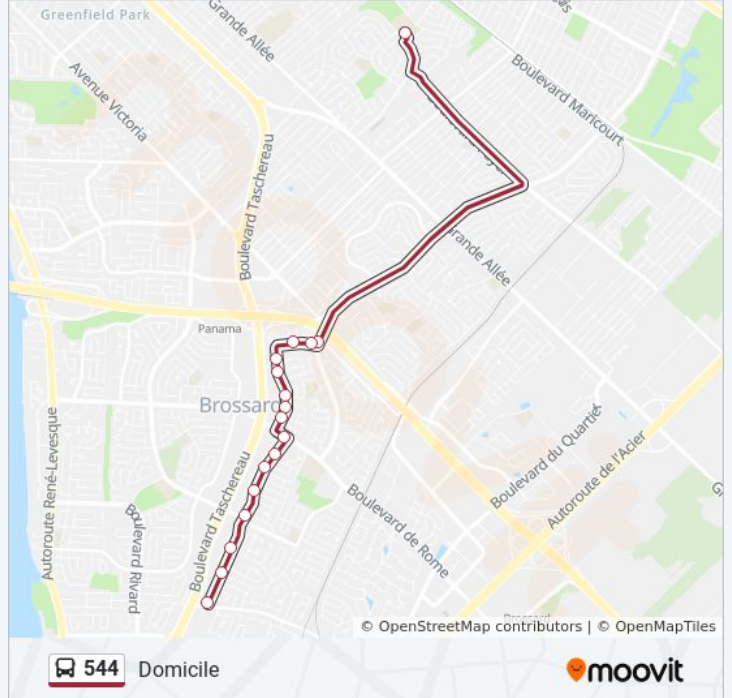 Greenfield Park
Grande Allée
Boulevard Maricourt
Avenue Victoria
Boulevard Taschereau
Grande Allée
Panama
Brossard
Boulevard du Quartier
Autoroute de l'Acier
Autoroute René-Levesque
Boulevard Taschereau
Boulevard Rivard
Boulevard de Rome
© OpenStreetMap contributors | © OpenMapTiles
544 Domicile
moovit